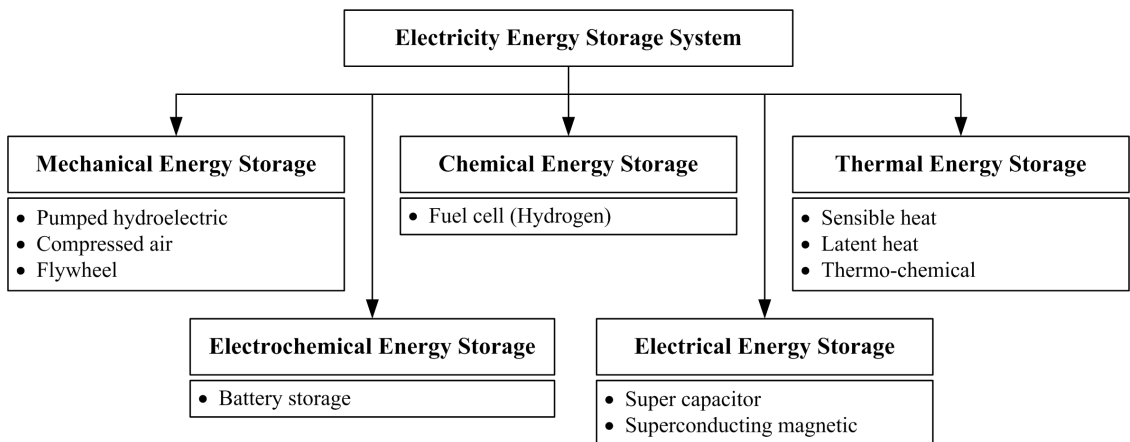 Electricity Energy Storage System
Mechanical Energy Storage
• Pumped hydroelectric
• Compressed air
• Flywheel
Chemical Energy Storage
• Fuel cell (Hydrogen)
Thermal Energy Storage
• Sensible heat
• Latent heat
• Thermo-chemical
Electrochemical Energy Storage
• Battery storage
Electrical Energy Storage
• Super capacitor
• Superconducting magnetic